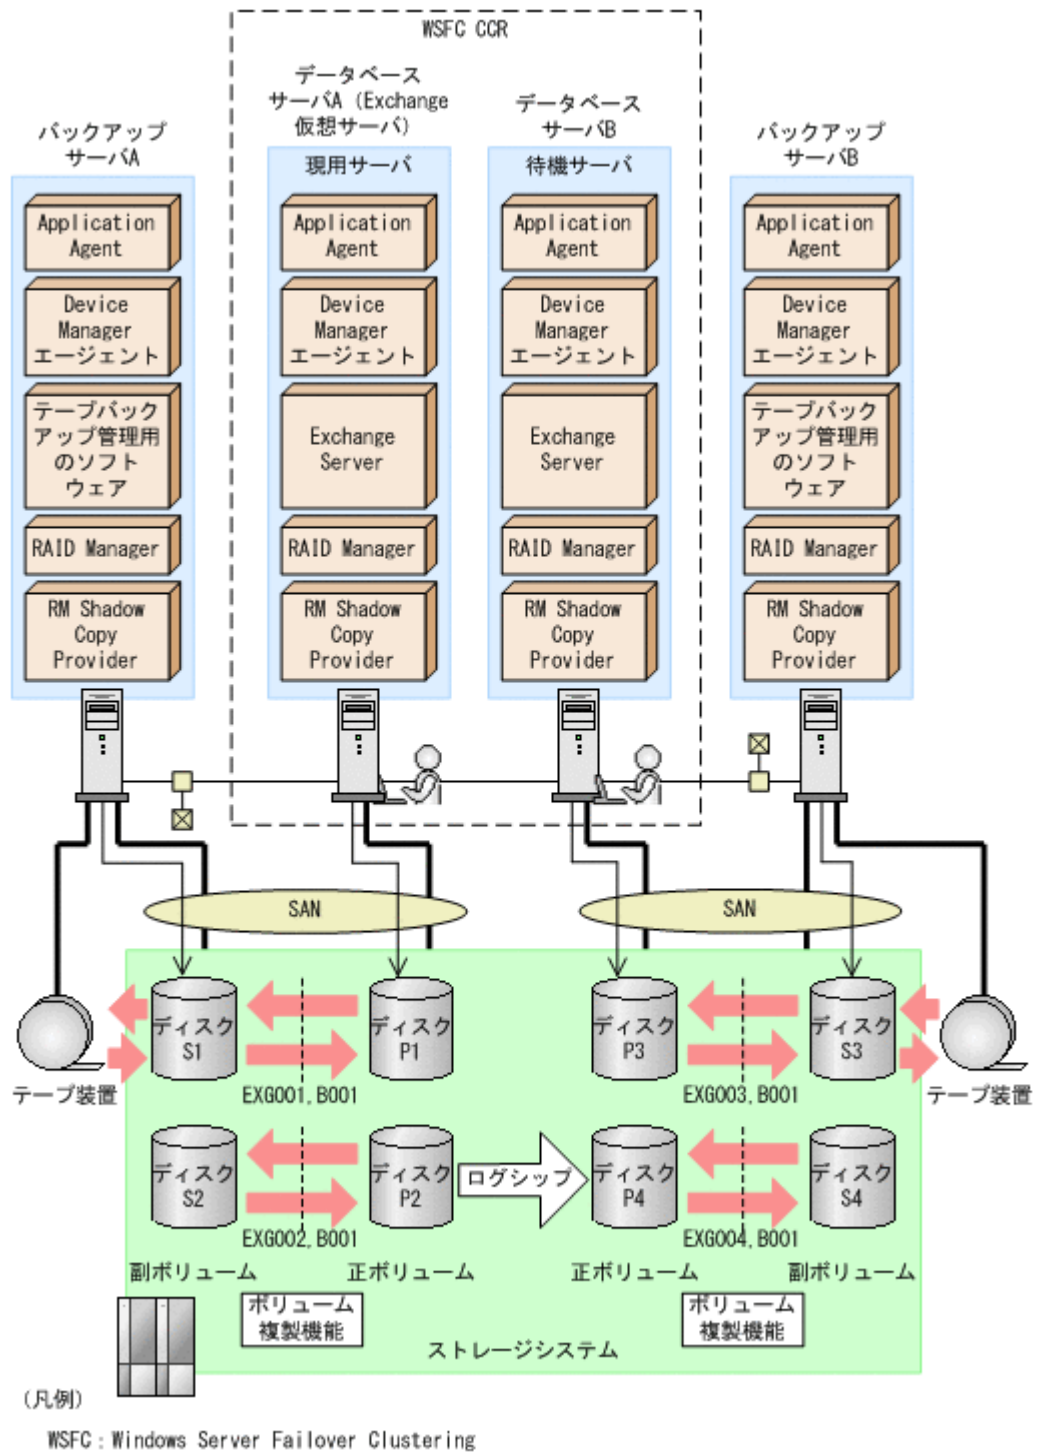 WSFC CCR
データベース
サーバA (Exchange
仮想サーバ)
データベース
サーバB
バックアップ
サーバA
バックアップ
サーバB
現用サーバ
待機サーバ
Application
Agent
Application
Agent
Application
Agent
Application
Agent
Device
Manager
エージェント
Device
Manager
エージェント
Device
Manager
エージェント
Device
Manager
エージェント
テープバック
アップ管理用
のソフト
ウェア
Exchange
Server
Exchange
Server
テープバック
アップ管理用
のソフト
ウェア
RAID Manager
RAID Manager
RAID Manager
RAID Manager
RM Shadow
Copy
Provider
RM Shadow
Copy
Provider
RM Shadow
Copy
Provider
RM Shadow
Copy
Provider
SAN
SAN
ディスク
S1
ディスク
P1
ディスク
P3
ディスク
S3
テープ装置
EXG001,B001
EXG003,B001
テープ装置
ディスク
S2
ディスク
P2
ログシップ
ディスク
P4
ディスク
S4
EXG002,B001
EXG004,B001
副ボリューム
正ボリューム
正ボリューム
副ボリューム
ボリューム
複製機能
ボリューム
複製機能
ストレージシステム
(凡例)
WSFC：Windows Server Failover Clustering